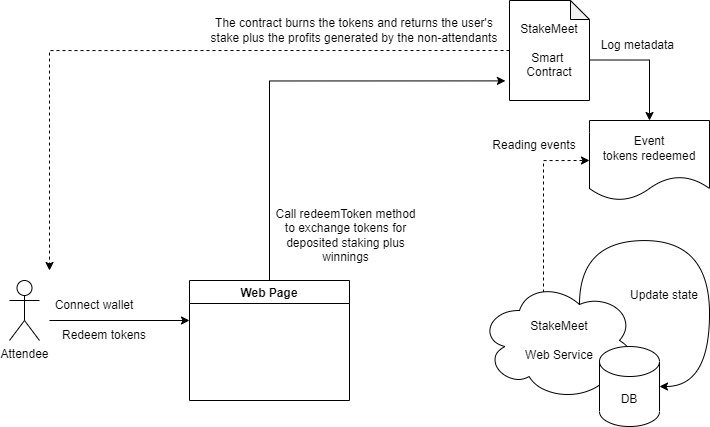 The contract burns the tokens and returns the user's
stake plus the profits generated by the non-attendants
StakeMeet
Smart
Contract
Log metadata
Event
tokens redeemed
Reading events
Call redeemToken method
to exchange tokens for
deposited staking plus
winnings
Connect wallet
Redeem tokens
Attendee
Web Page
Update state
StakeMeet
Web Service
DB